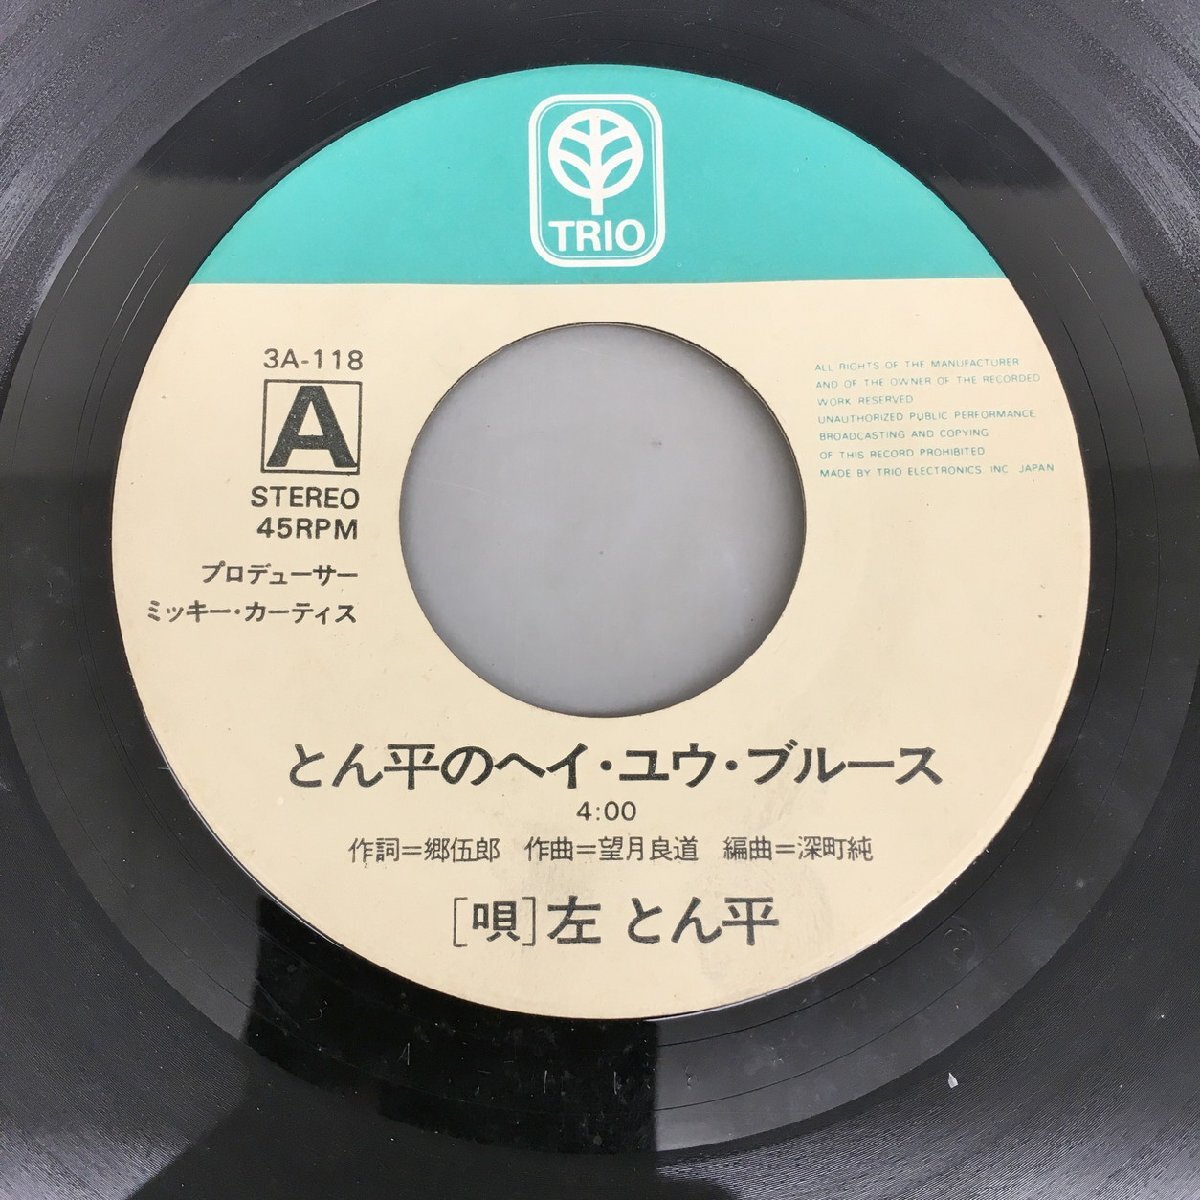 TRIO
3A-118
A
STEREO
45RPM
プロデューサー
ミッキー・カーティス
ALL RIGHTS OF THE MANUFACTURER
AND OF THE OWNER OF THE RECORDED
WORK RESERVED
UNAUTHORIZED PUBLIC PERFORMANCE
BROADCASTING AND COPYING
OF THIS RECORD PROHIBITED
MADE BY TRIO ELECTRONICS. INC. JAPAN
とん平のヘイ・ユウ・ブルース
4:00
作詞=郷伍郎 作曲=望月良道 編曲=深町純
[唄]左 とん平